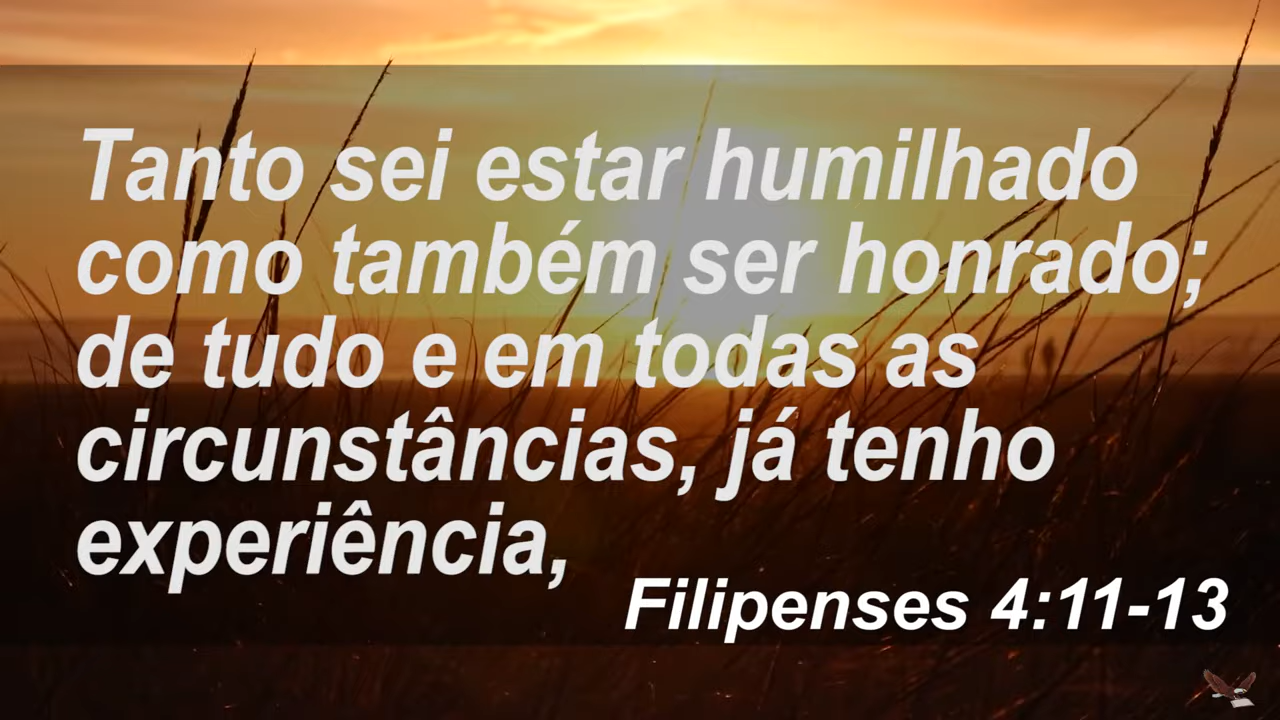 Tanto sei estar humilhado
como também ser honrado;
de tudo e em todas as
circunstâncias, já tenho
experiência,
Filipenses 4:11-13